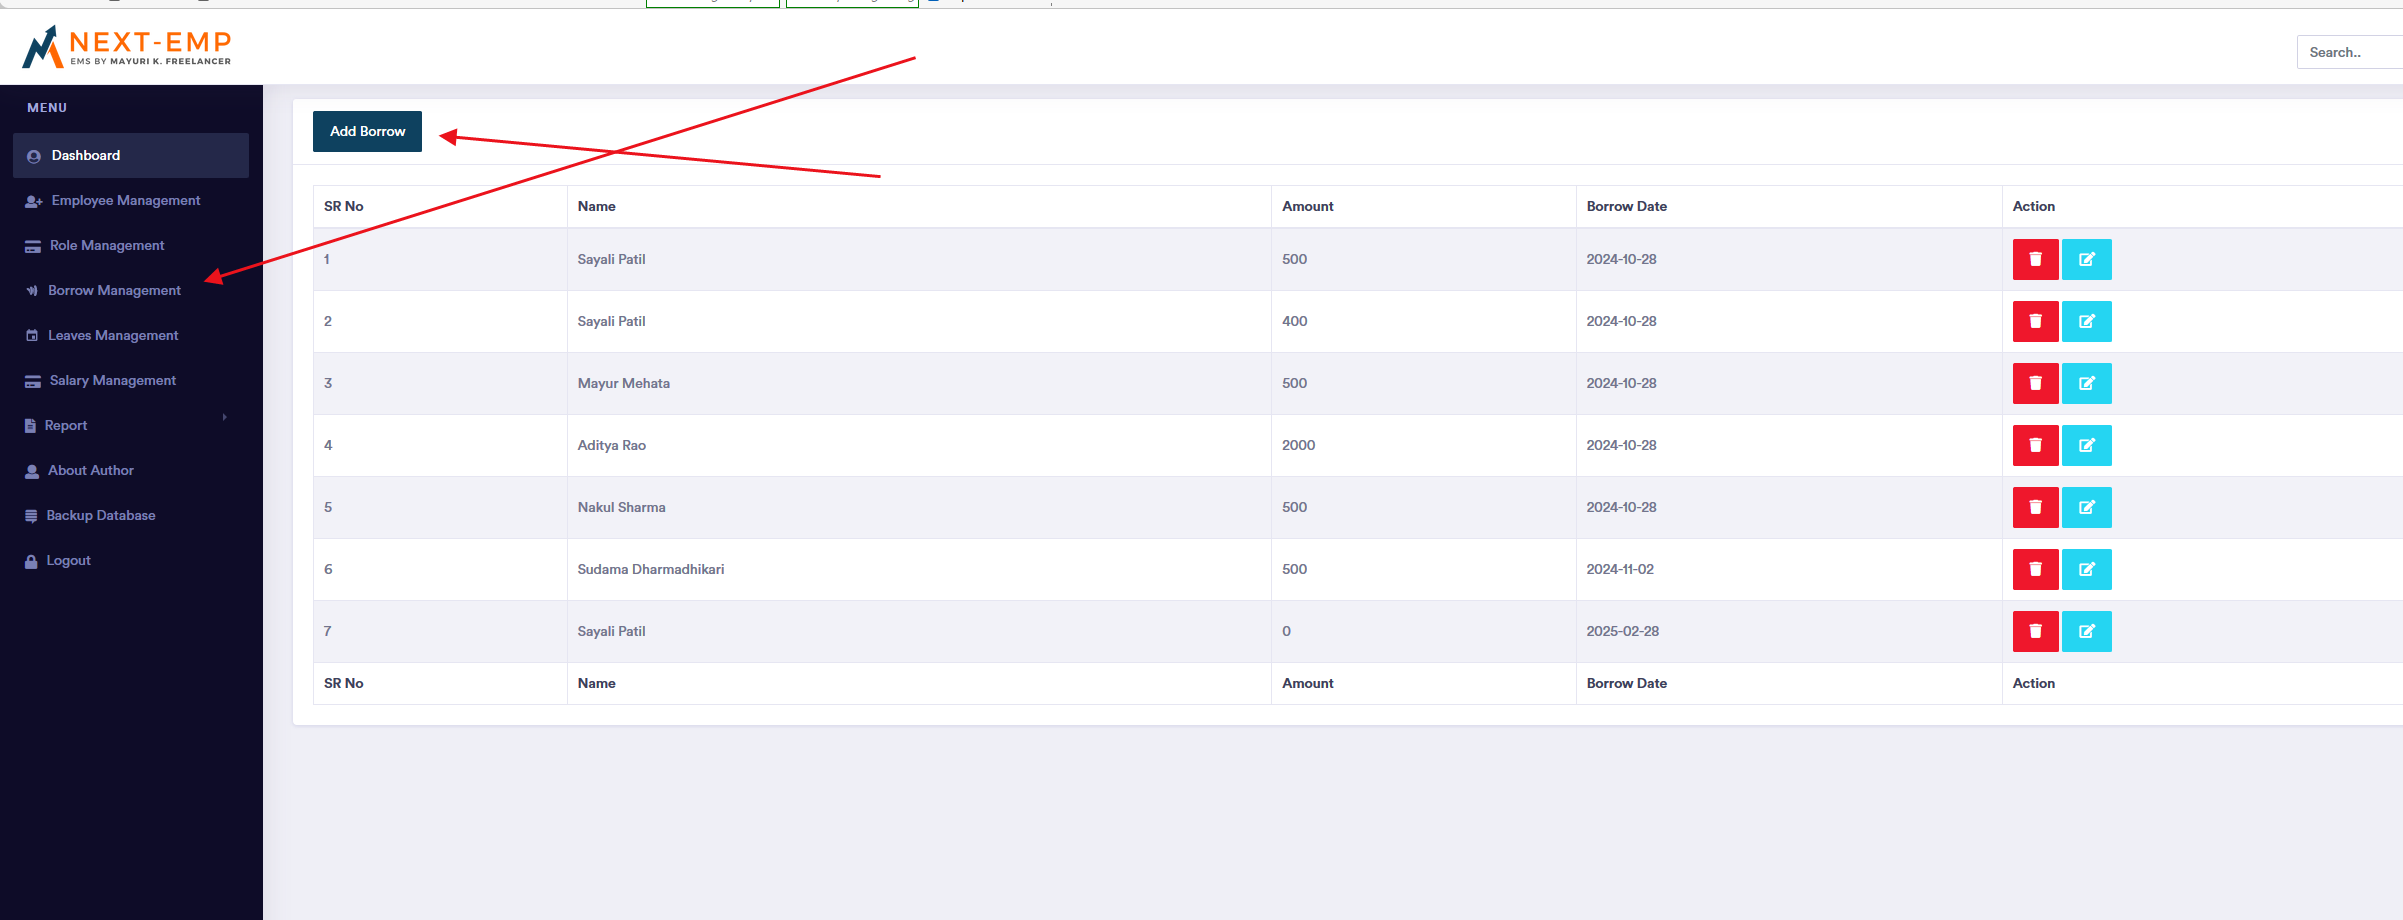 NEXT-EMP
EMS BY MAYURI K. FREELANCER
Search..
MENU
Dashboard
Employee Management
Role Management
Borrow Management
Leaves Management
Salary Management
Report
About Author
Backup Database
Logout
Add Borrow
SR No Name Amount Borrow Date Action
1 Sayali Patil 500 2024-10-28
2 Sayali Patil 400 2024-10-28
3 Mayur Mehata 500 2024-10-28
4 Aditya Rao 2000 2024-10-28
5 Nakul Sharma 500 2024-10-28
6 Sudama Dharmadhikari 500 2024-11-02
7 Sayali Patil 0 2025-02-28
SR No Name Amount Borrow Date Action